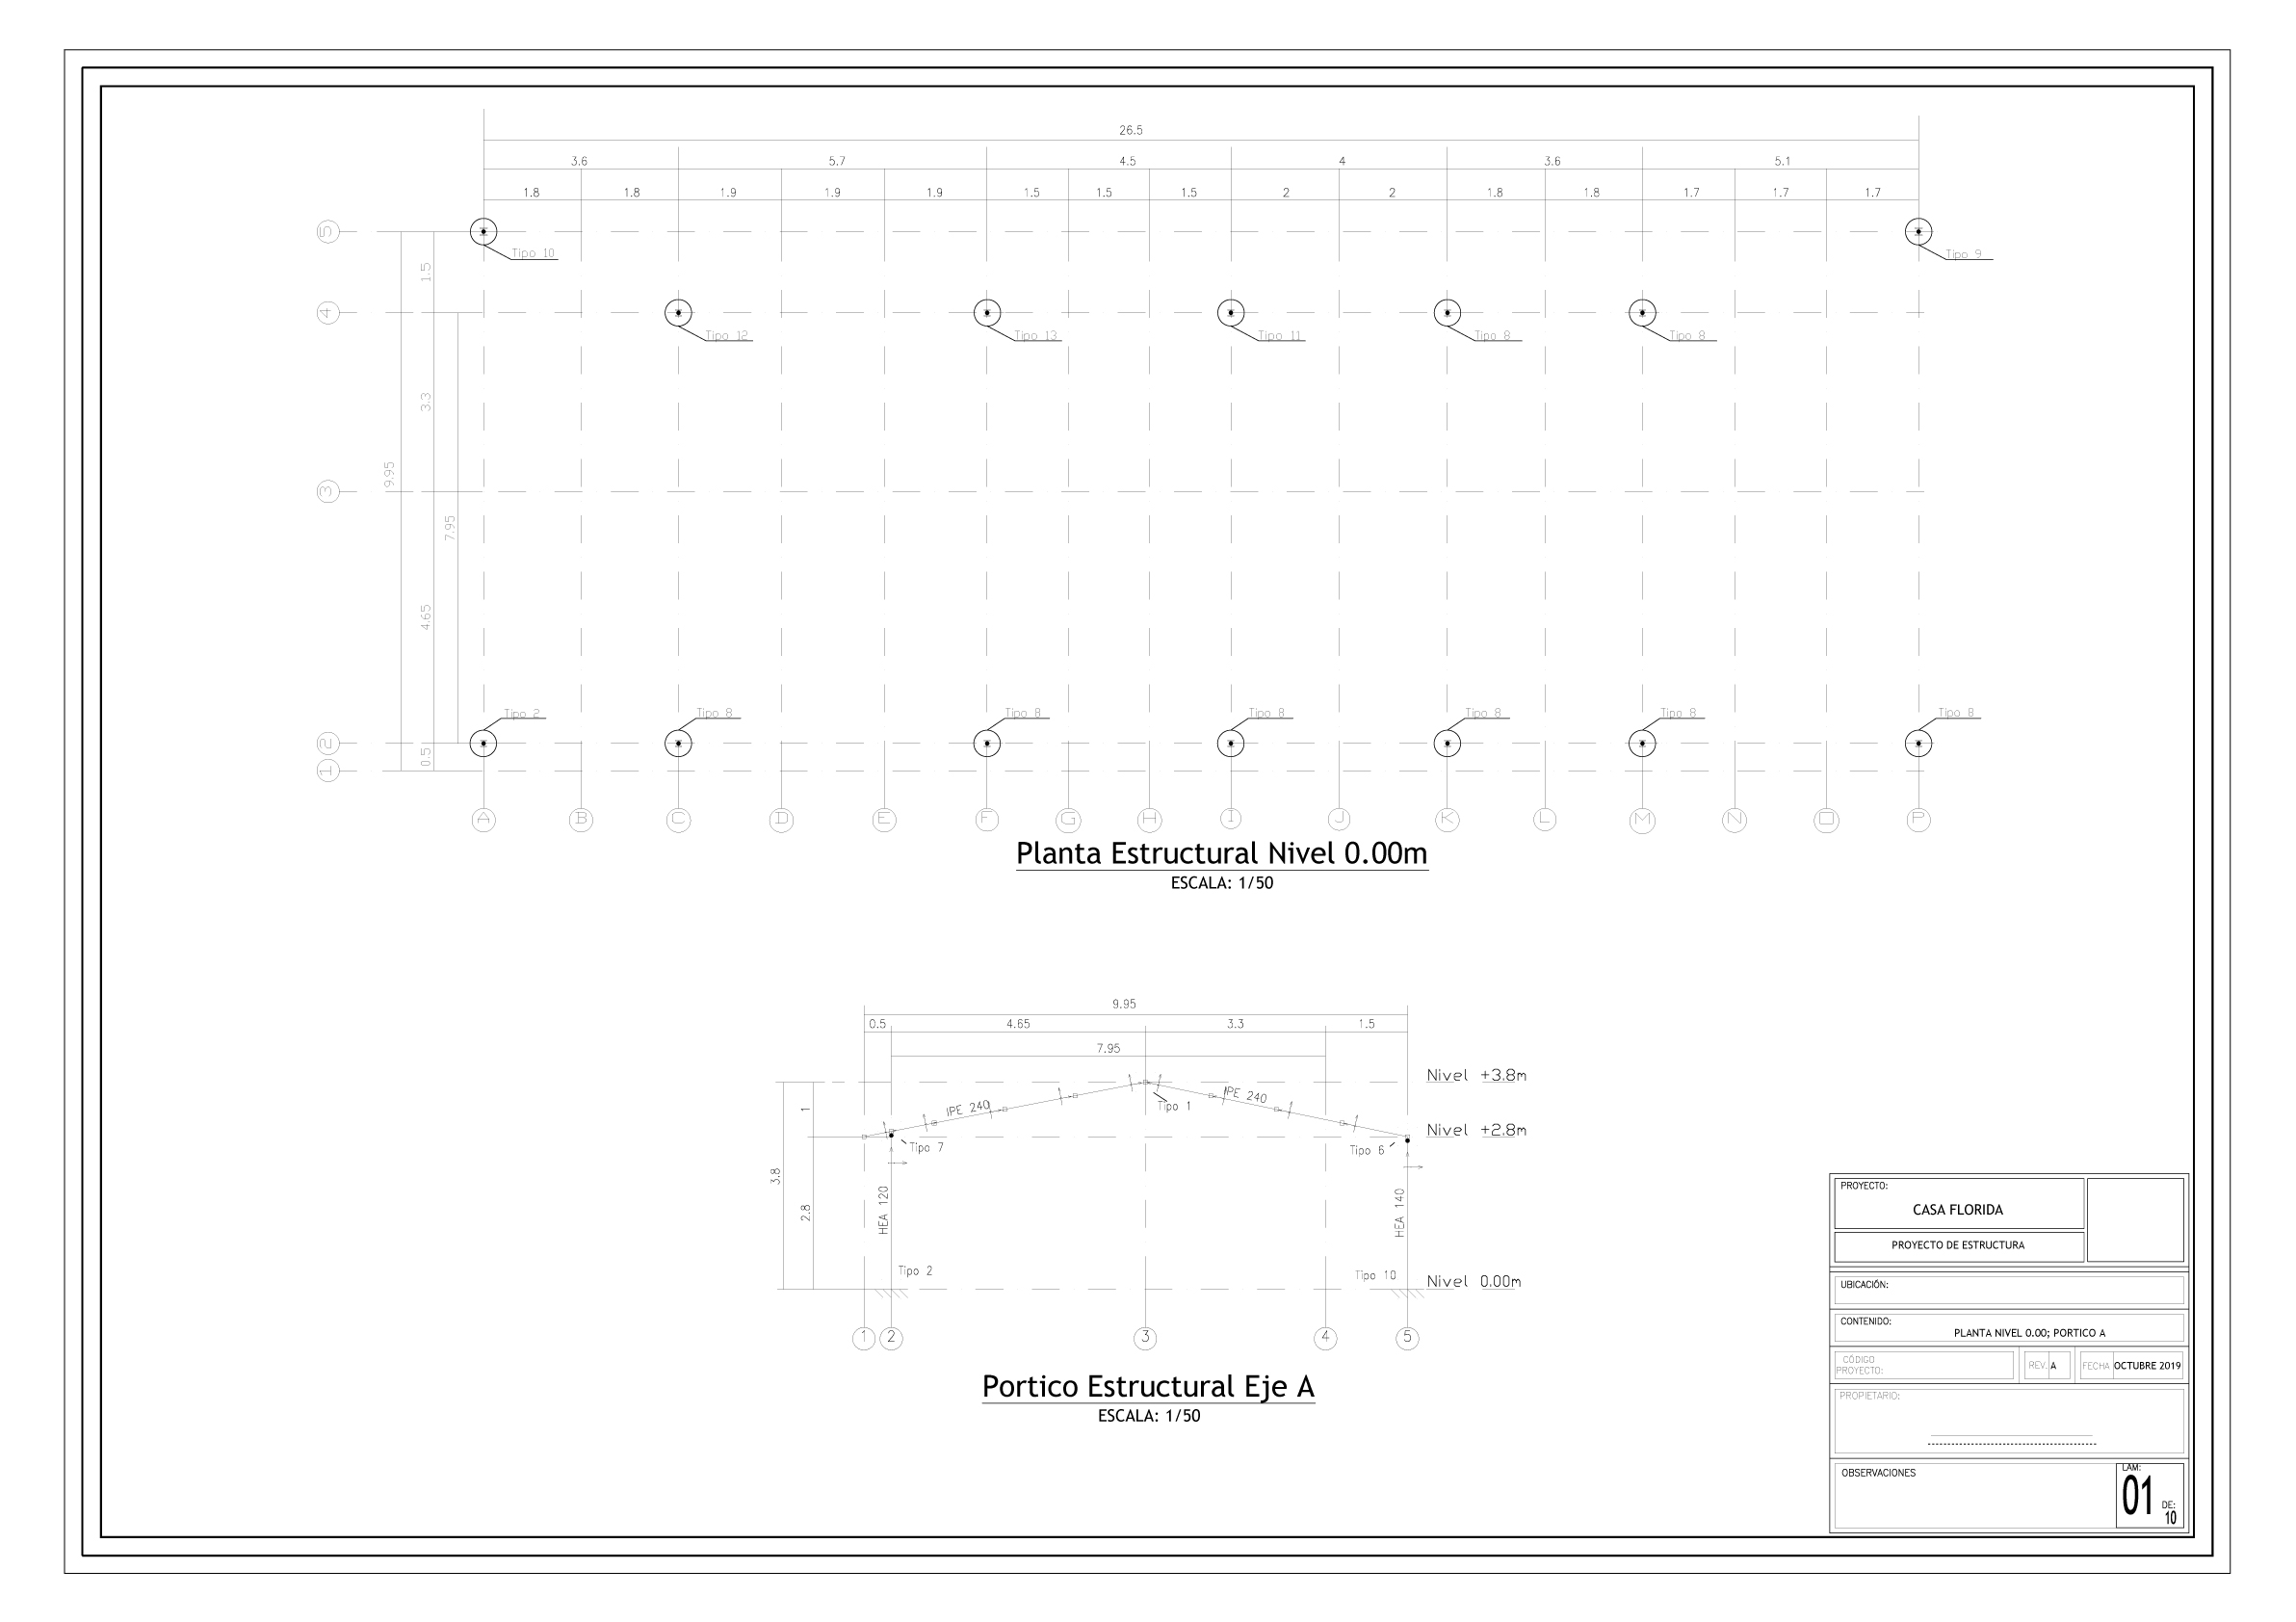 26.5
3.6 5.7 4.5 4 3.6 5.1
1.8 1.8 1.9 1.9 1.9 1.5 1.5 1.5 2 2 1.8 1.8 1.7 1.7 1.7
5
Tipo 10 Tipo 9
1.5
4
Tipo 12 Tipo 13 Tipo 11 Tipo 8 Tipo 8
3.3
9.95
3
7.95
4.65
Tipo 2 Tipo 8 Tipo 8 Tipo 8 Tipo 8 Tipo 8 Tipo 8
2
0.5
1
A B C D E F G H I J K L M N O P
Planta Estructural Nivel 0.00m
ESCALA: 1/50
9.95
0.5 4.65 3.3 1.5
7.95
Nivel +3.8m
IPE 240 Tipo 1 IPE 240
1
Nivel +2.8m
Tipo 7 Tipo 6
3.8
2.8
HEA 120 HEA 140
Tipo 2 Tipo 10
Nivel 0.00m
1 2 3 4 5
Portico Estructural Eje A
ESCALA: 1/50
PROYECTO:
CASA FLORIDA
PROYECTO DE ESTRUCTURA
UBICACIÓN:
CONTENIDO:
PLANTA NIVEL 0.00; PORTICO A
CÓDIGO
PROYECTO:
REV. A
FECHA OCTUBRE 2019
PROPIETARIO:
OBSERVACIONES
LAM:
01
DE:
10